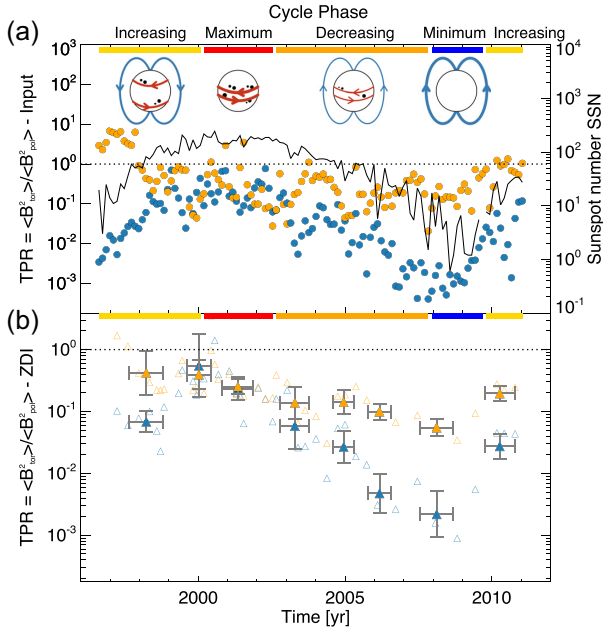 Cycle Phase
(a) Increasing Maximum Decreasing Minimum Increasing
TPR = <B²tor>/<B²pol> - Input
10³
10²
10¹
10⁰
10⁻¹
10⁻²
10⁻³
10⁴
10³
10²
10¹
10⁰
10⁻¹
Sunspot number SSN
(b)
TPR = <B²tor>/<B²pol> - ZDI
10⁰
10⁻¹
10⁻²
10⁻³
2000 2005 2010
Time [yr]